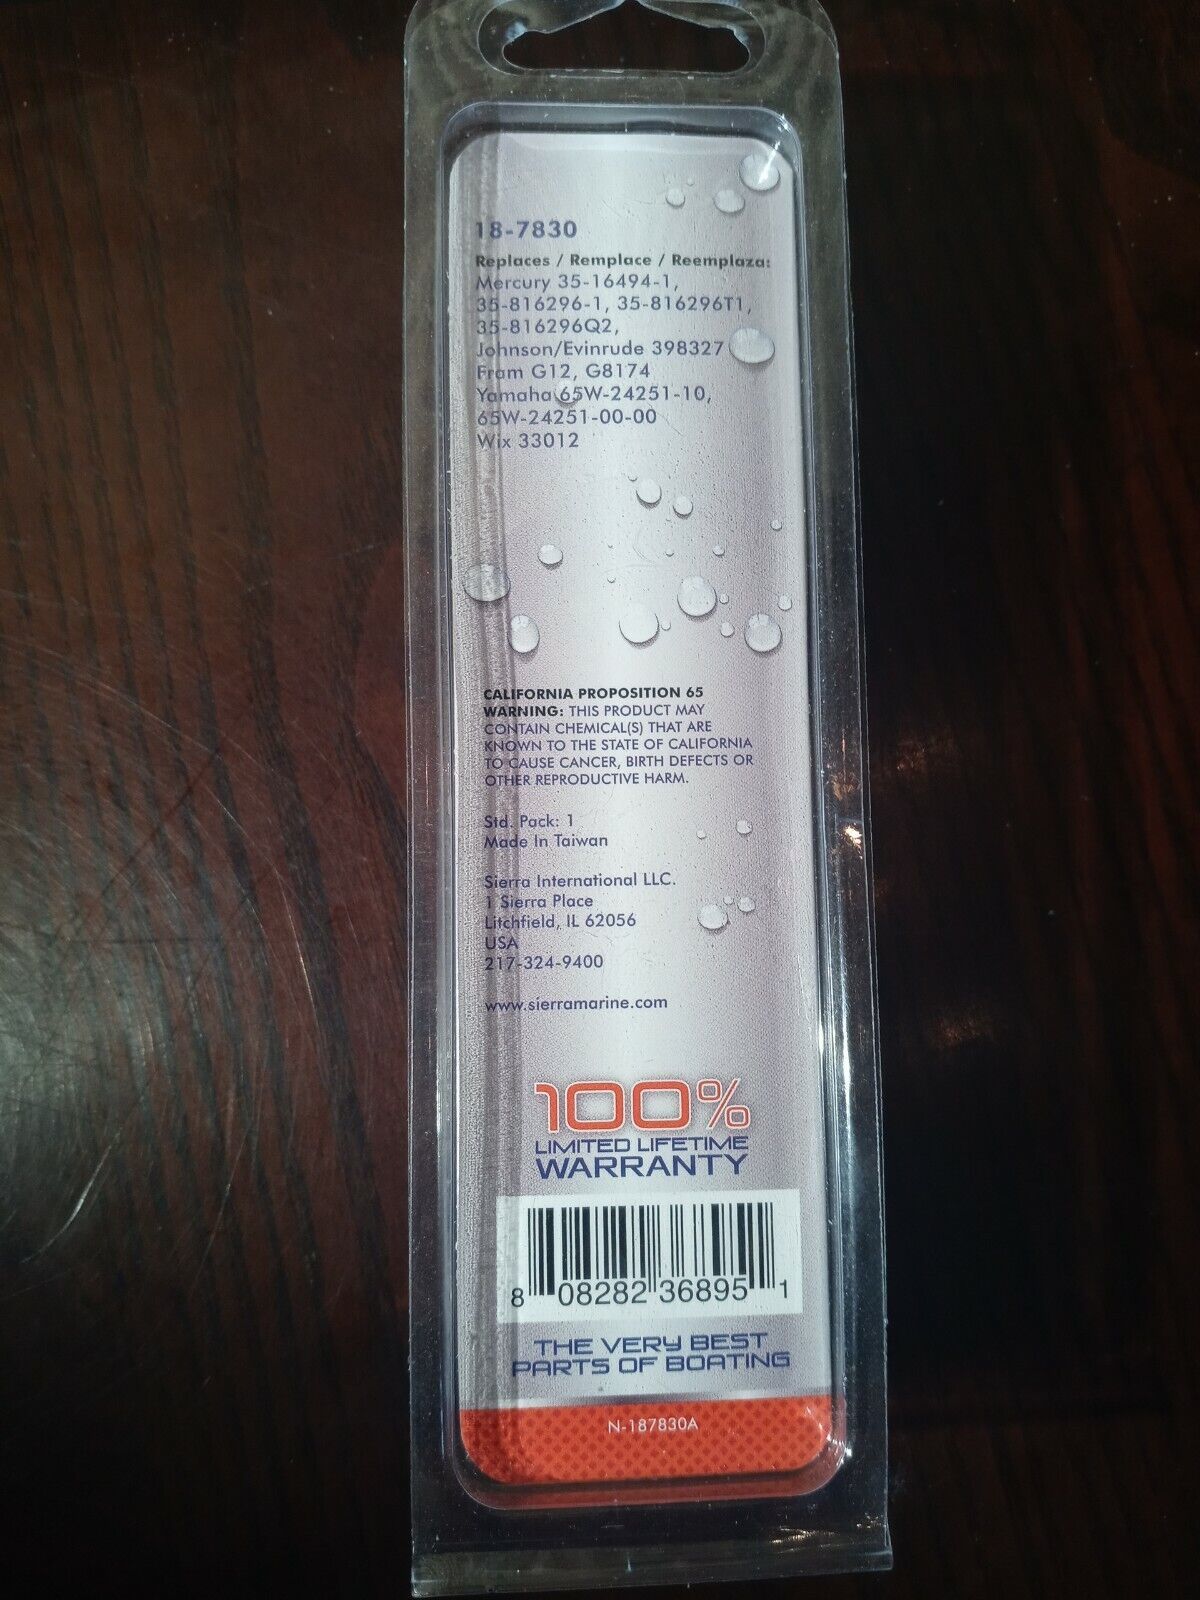 18-7830
Replaces / Remplace / Reemplaza:
Mercury 35-16494-1,
35-816296-1, 35-816296T1,
35-816296Q2,
Johnson/Evinrude 398327
Fram G12, G8174
Yamaha 65W-24251-10,
65W-24251-00-00
Wix 33012
CALIFORNIA PROPOSITION 65
WARNING: THIS PRODUCT MAY
CONTAIN CHEMICAL(S) THAT ARE
KNOWN TO THE STATE OF CALIFORNIA
TO CAUSE CANCER, BIRTH DEFECTS OR
OTHER REPRODUCTIVE HARM.
Std. Pack: 1
Made In Taiwan
Sierra International LLC.
1 Sierra Place
Litchfield, IL 62056
USA
217-324-9400
www.sierramarine.com
100%
LIMITED LIFETIME
WARRANTY
8 08282 36895 1
THE VERY BEST
PARTS OF BOATING
N-187830A